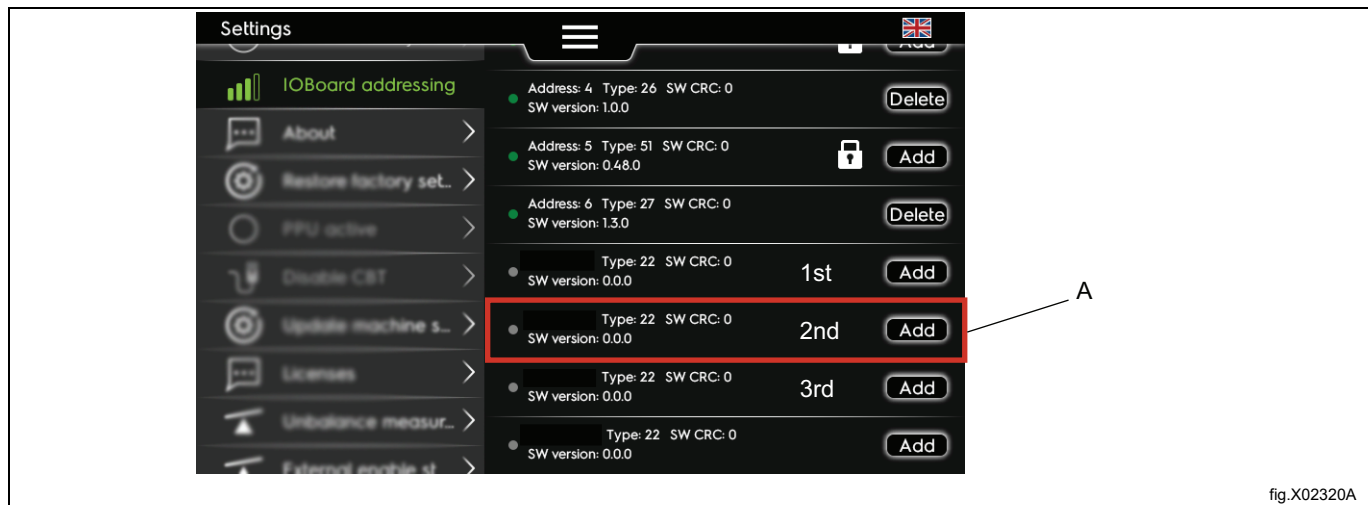 Settings
Add
IOBoard addressing
Address: 4 Type: 26 SW CRC: 0
SW version: 1.0.0
Delete
About
Address: 5 Type: 51 SW CRC: 0
SW version: 0.48.0
Add
Restore factory set..
Address: 6 Type: 27 SW CRC: 0
SW version: 1.3.0
Delete
PPU active
Type: 22 SW CRC: 0
SW version: 0.0.0
1st
Add
Disable CBT
A
Type: 22 SW CRC: 0
SW version: 0.0.0
2nd
Add
Update machine s..
Type: 22 SW CRC: 0
SW version: 0.0.0
3rd
Add
Licenses
Unbalance measur..
Type: 22 SW CRC: 0
SW version: 0.0.0
Add
External enable st
fig.X02320A